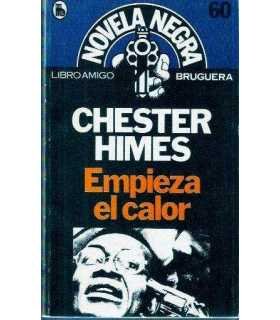 NOVELA NEGRA
60
LIBRO AMIGO BRUGUERA
CHESTER
HIMES
Empieza
el calor